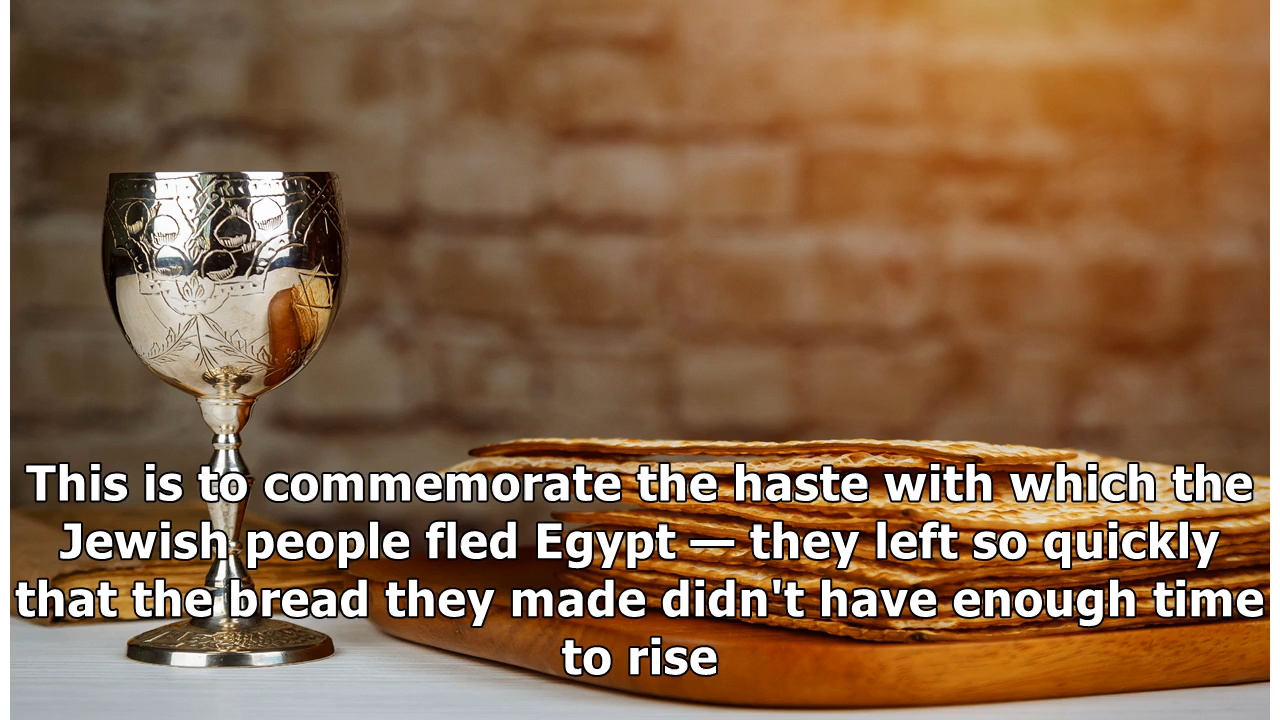 This is to commemorate the haste with which the
Jewish people fled Egypt — they left so quickly
that the bread they made didn't have enough time
to rise